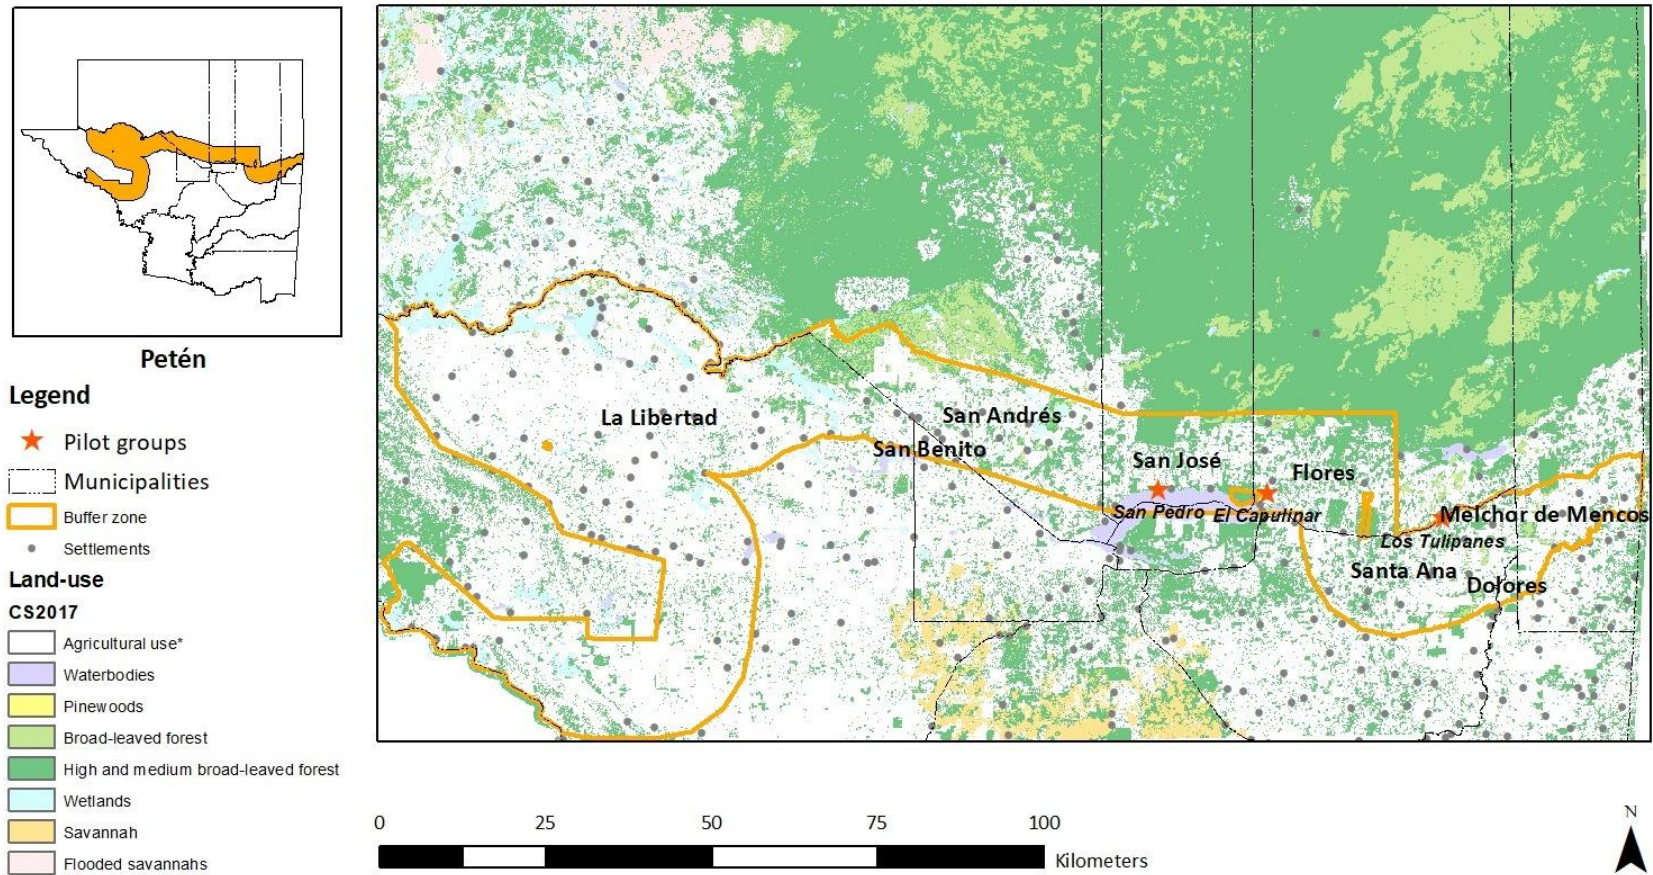 Petén
Legend
Pilot groups
Municipalities
Buffer zone
Settlements
Land-use
CS2017
Agricultural use*
Waterbodies
Pinewoods
Broad-leaved forest
High and medium broad-leaved forest
Wetlands
Savannah
Flooded savannahs
La Libertad
San Andrés
San Benito
San José
Flores
San Pedro
El Capulinar
Melchor de Mencos
Los Tulipanes
Santa Ana
Dolores
0 25 50 75 100
Kilometers
N